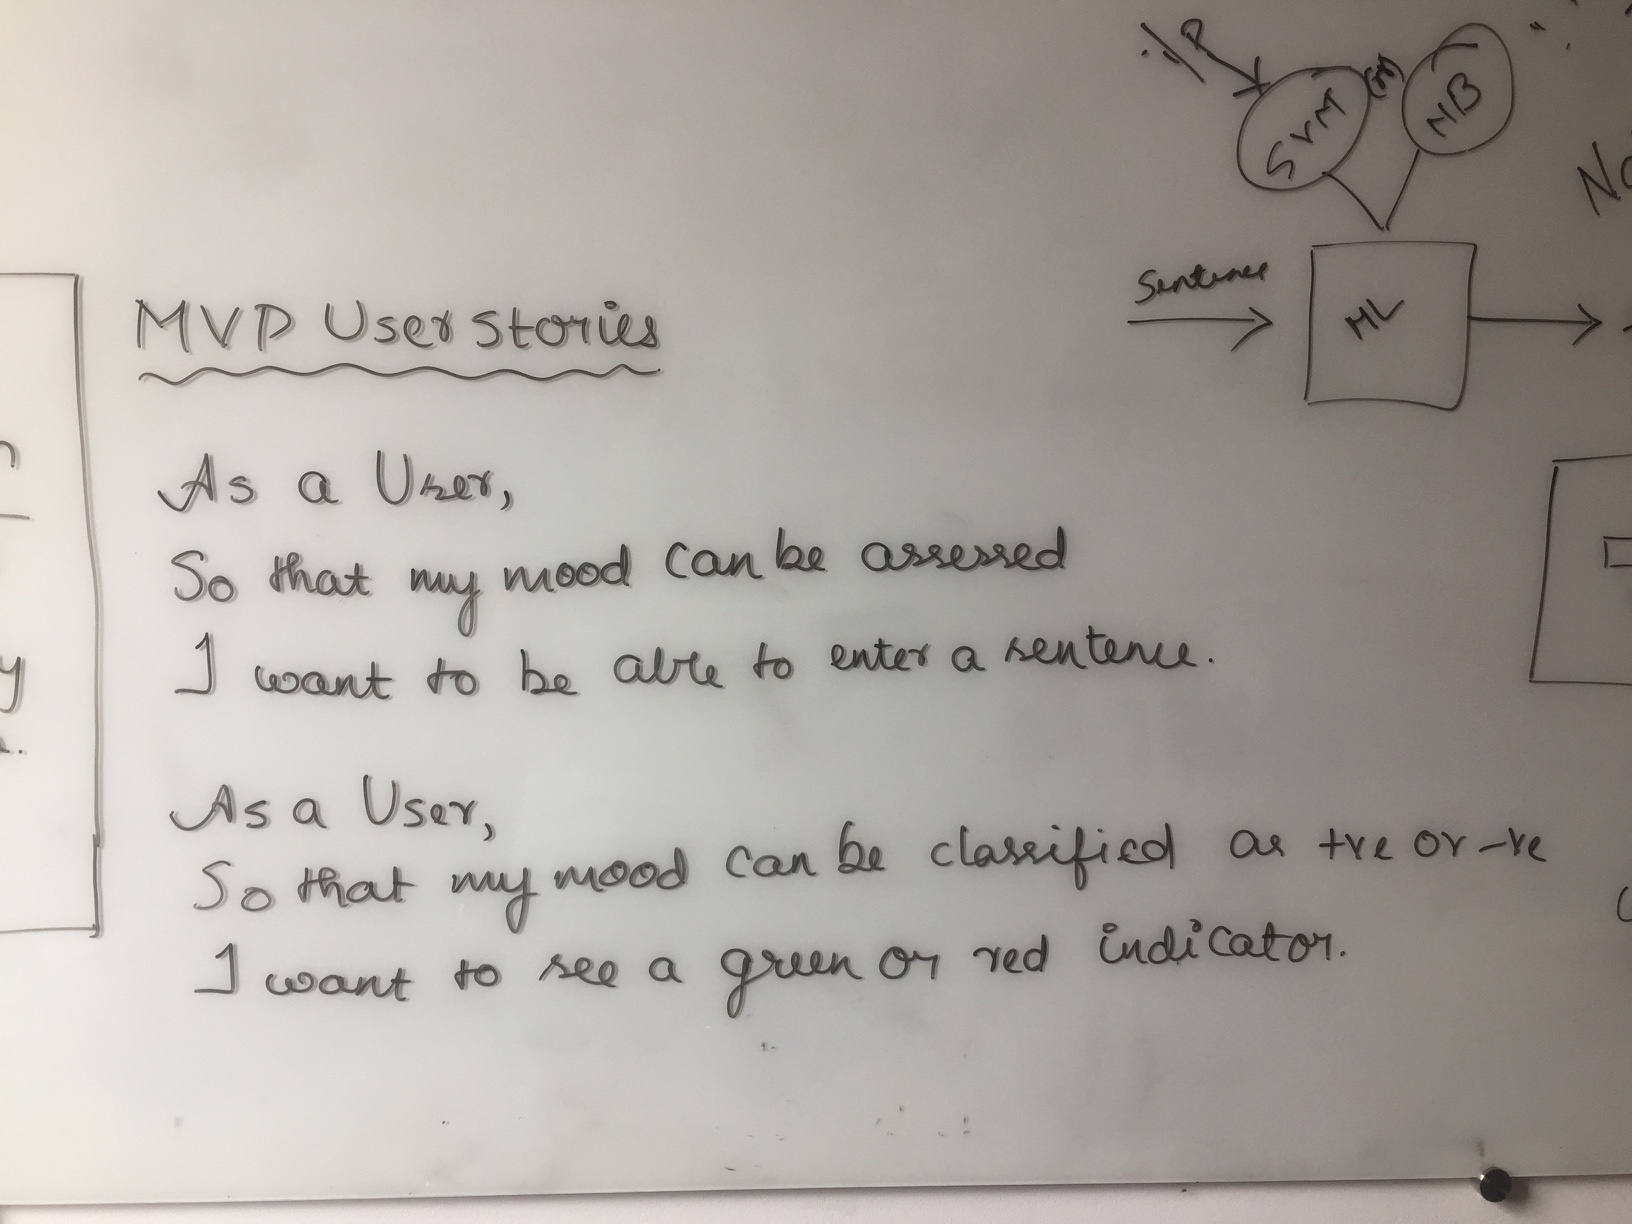 i/P
SVM (or) NB
Sentence
ML
MVP User Stories
As a User,
So that my mood can be assessed
I want to be able to enter a sentence.
As a User,
So that my mood can be classified as +ve or -ve
I want to see a green or red indicator.